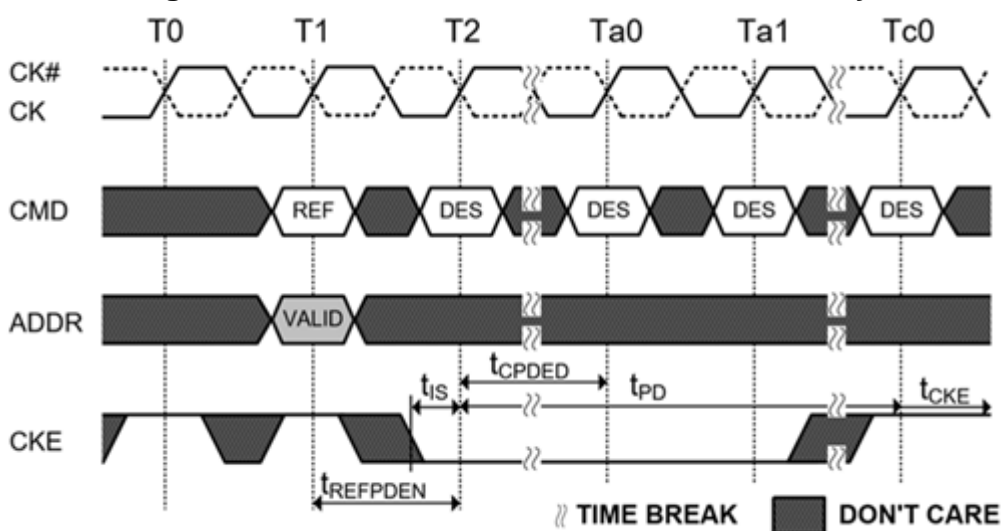 T0 T1 T2 Ta0 Ta1 Tc0
CK#
CK
CMD REF DES DES DES DES
ADDR VALID
tIS tCPDED tPD tCKE
CKE
tREFPDEN
TIME BREAK DON'T CARE